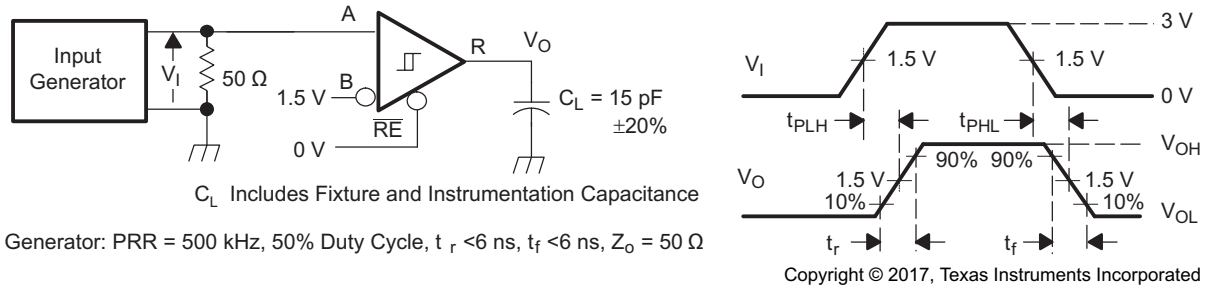 Input
Generator
V_I
50 Ω
A
B
1.5 V
R̅E̅
0 V
R
V_O
C_L = 15 pF
±20%
C_L Includes Fixture and Instrumentation Capacitance
Generator: PRR = 500 kHz, 50% Duty Cycle, t_r <6 ns, t_f <6 ns, Z_o = 50 Ω
3 V
V_I
1.5 V
1.5 V
0 V
t_PLH
t_PHL
V_OH
90%
90%
V_O
1.5 V
1.5 V
10%
10%
V_OL
t_r
t_f
Copyright © 2017, Texas Instruments Incorporated